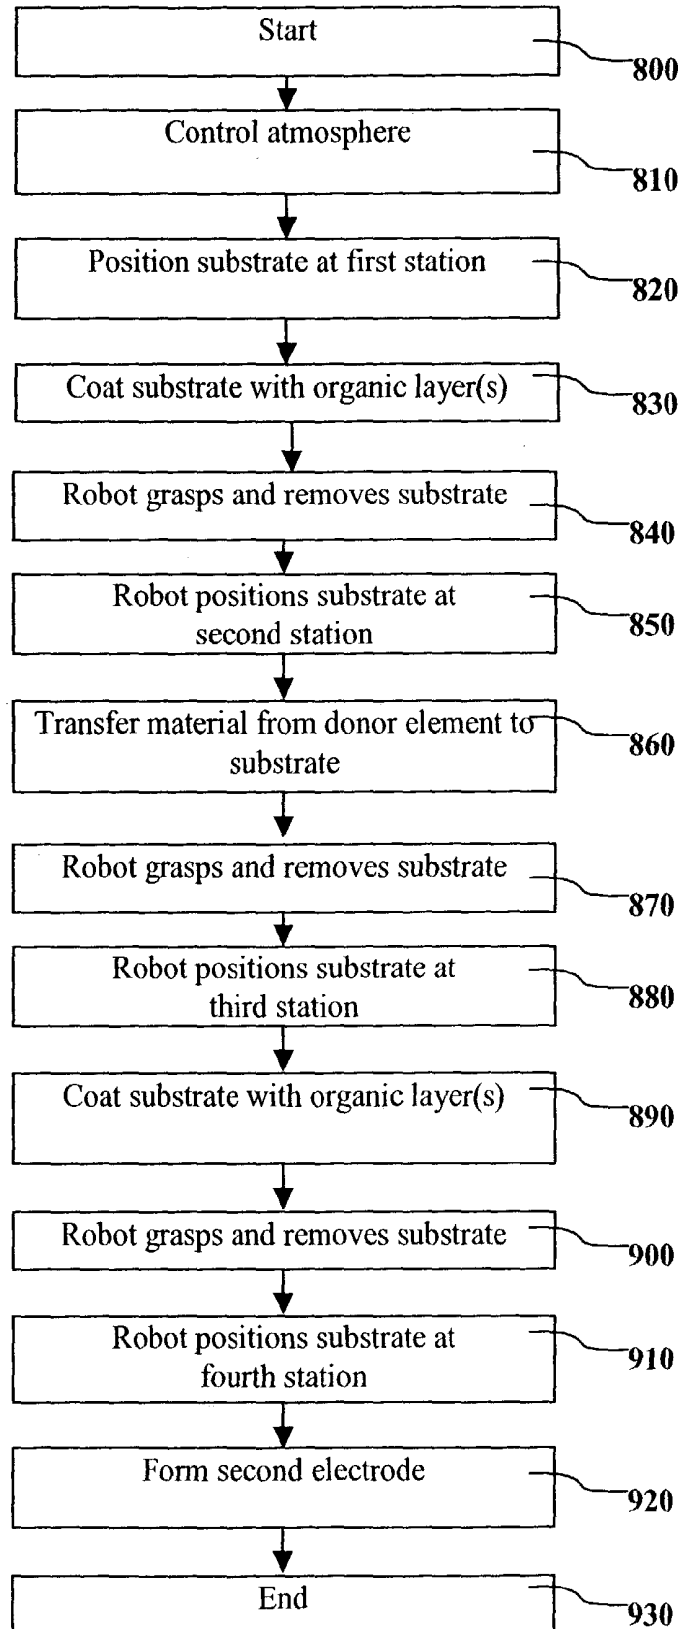 Start
800
Control atmosphere
810
Position substrate at first station
820
Coat substrate with organic layer(s)
830
Robot grasps and removes substrate
840
Robot positions substrate at
second station
850
Transfer material from donor element to
substrate
860
Robot grasps and removes substrate
870
Robot positions substrate at
third station
880
Coat substrate with organic layer(s)
890
Robot grasps and removes substrate
900
Robot positions substrate at
fourth station
910
Form second electrode
920
End
930